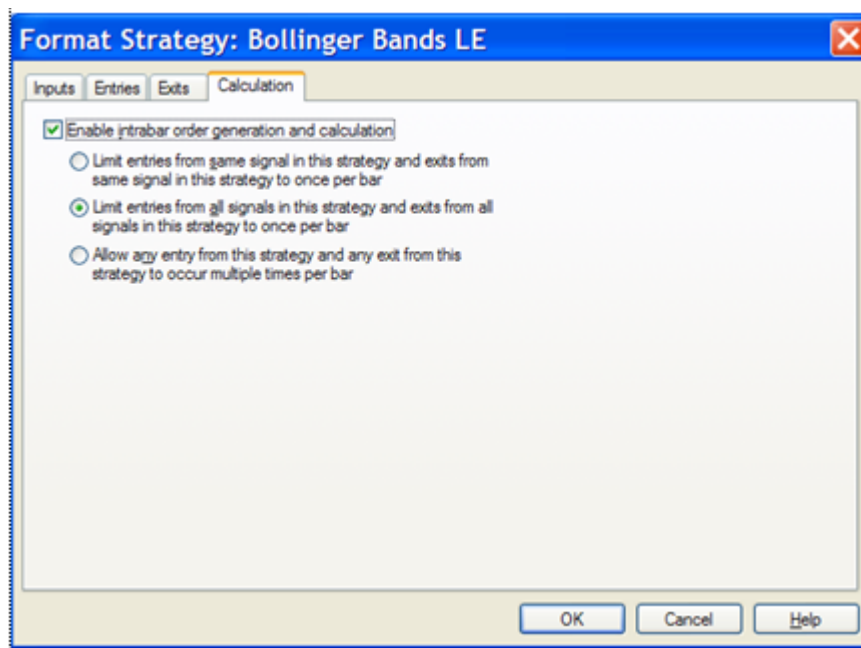 Format Strategy: Bollinger Bands LE
Inputs Entries Exits Calculation
Enable intrabar order generation and calculation
Limit entries from same signal in this strategy and exits from
same signal in this strategy to once per bar
Limit entries from all signals in this strategy and exits from all
signals in this strategy to once per bar
Allow any entry from this strategy and any exit from this
strategy to occur multiple times per bar
OK Cancel Help